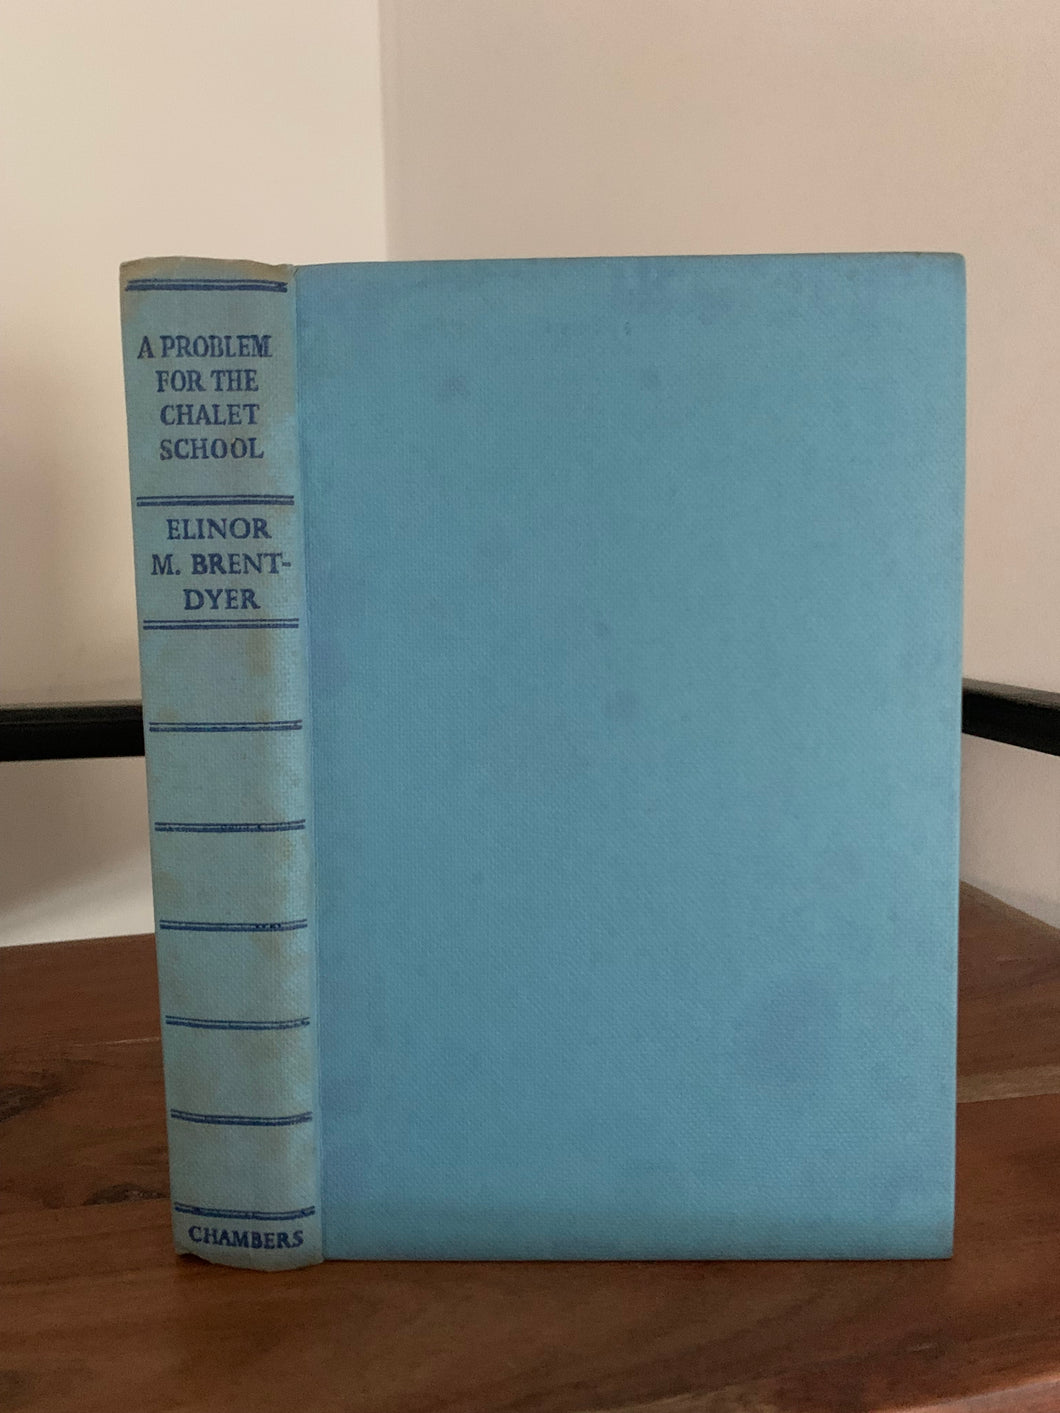 A PROBLEM
FOR THE
CHALET
SCHOOL
ELINOR
M. BRENT-
DYER
CHAMBERS